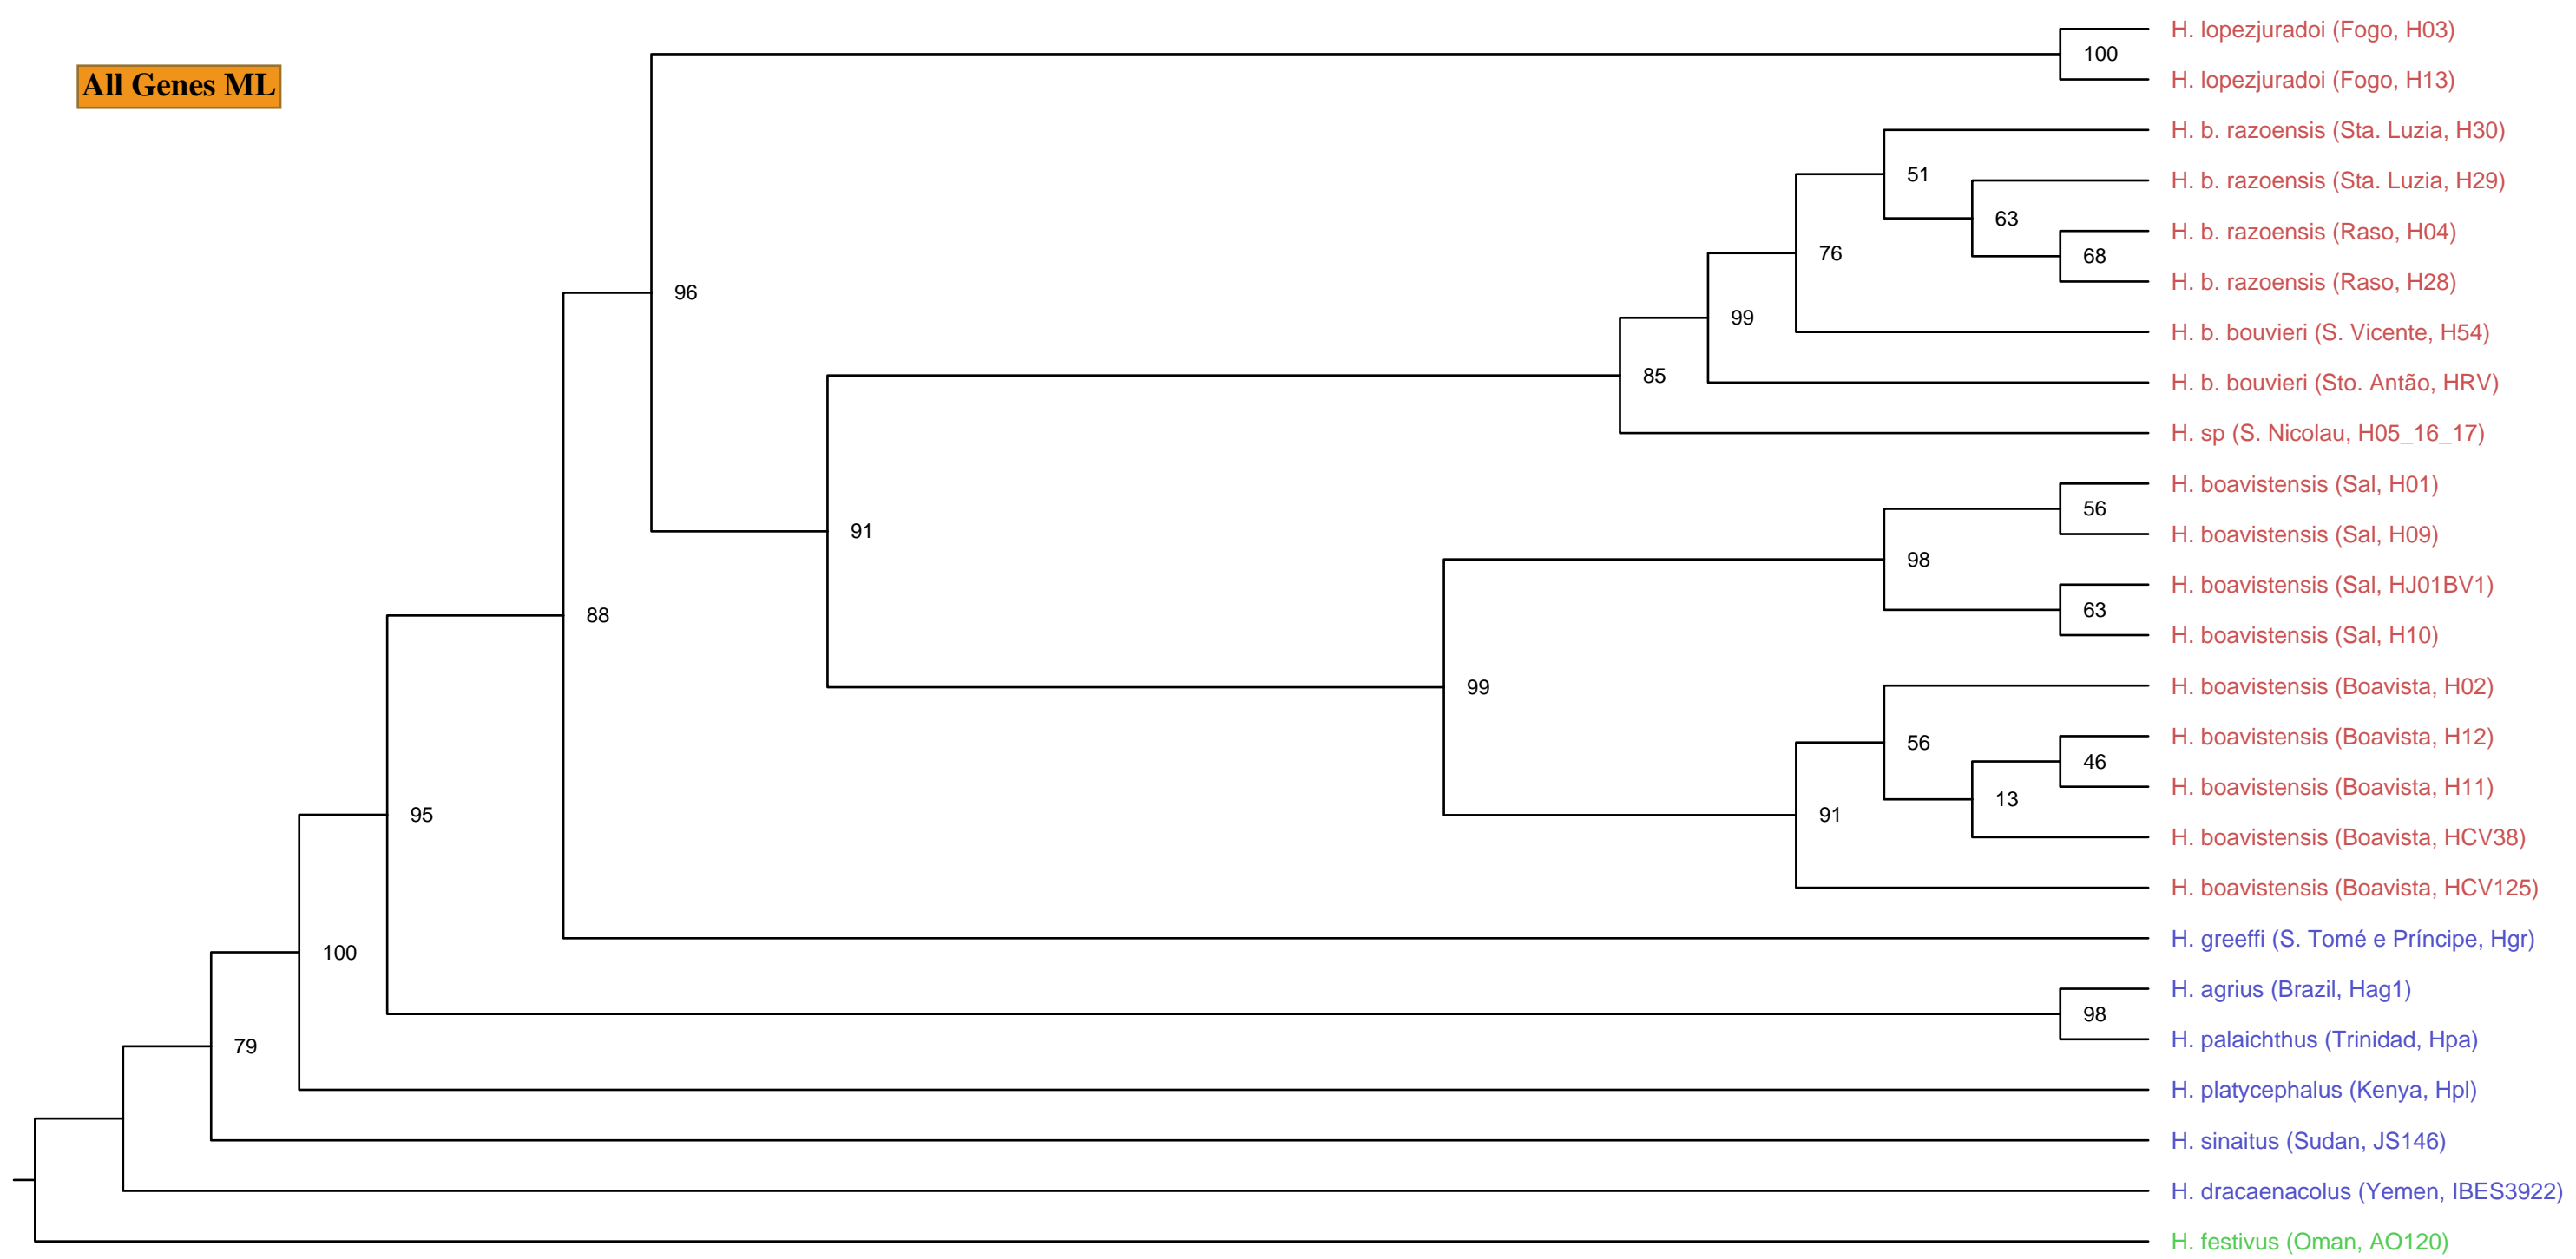 All Genes ML
H. lopezjuradoi (Fogo, H03)
100
H. lopezjuradoi (Fogo, H13)
H. b. razoensis (Sta. Luzia, H30)
51
H. b. razoensis (Sta. Luzia, H29)
63
H. b. razoensis (Raso, H04)
76
68
H. b. razoensis (Raso, H28)
96
99
H. b. bouvieri (S. Vicente, H54)
85
H. b. bouvieri (Sto. Antão, HRV)
H. sp (S. Nicolau, H05_16_17)
H. boavistensis (Sal, H01)
56
91
H. boavistensis (Sal, H09)
98
H. boavistensis (Sal, HJ01BV1)
88
63
H. boavistensis (Sal, H10)
99
H. boavistensis (Boavista, H02)
56
H. boavistensis (Boavista, H12)
46
H. boavistensis (Boavista, H11)
13
95
91
H. boavistensis (Boavista, HCV38)
H. boavistensis (Boavista, HCV125)
H. greeffi (S. Tomé e Príncipe, Hgr)
100
H. agrius (Brazil, Hag1)
98
H. palaichthus (Trinidad, Hpa)
79
H. platycephalus (Kenya, Hpl)
H. sinaitus (Sudan, JS146)
H. dracaenacolus (Yemen, IBES3922)
H. festivus (Oman, AO120)